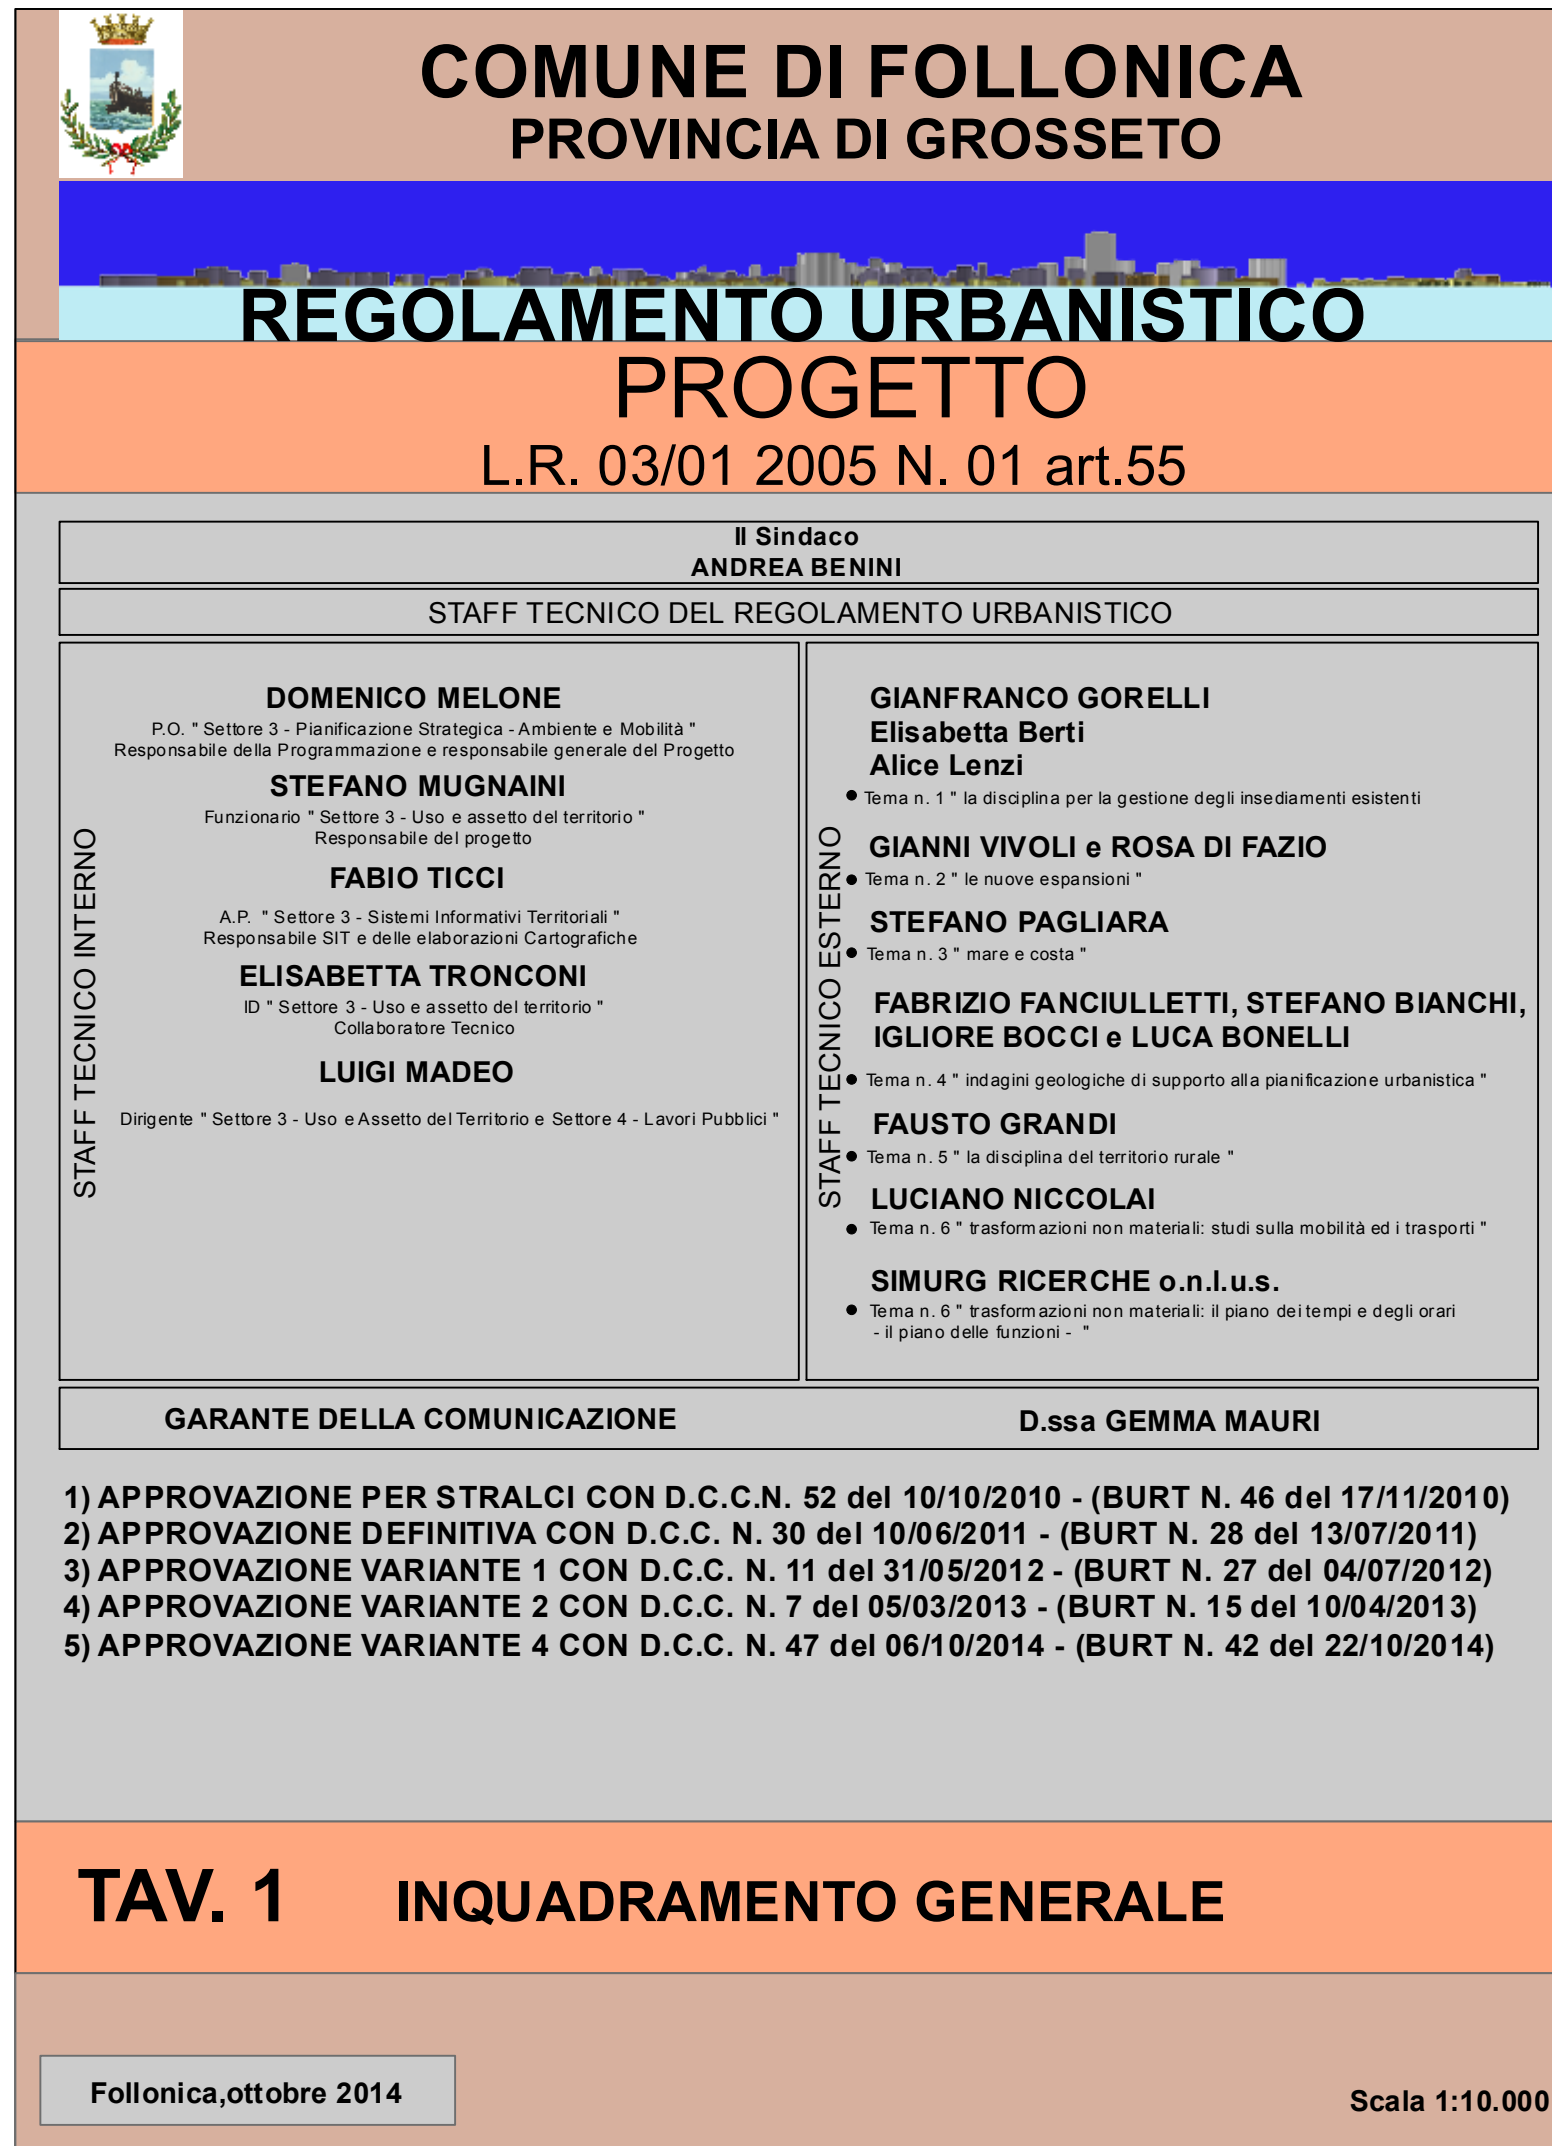 COMUNE DI FOLLONICA
PROVINCIA DI GROSSETO
REGOLAMENTO URBANISTICO
PROGETTO
L.R. 03/01 2005 N. 01 art.55
Il Sindaco
ANDREA BENINI
STAFF TECNICO DEL REGOLAMENTO URBANISTICO
STAFF TECNICO INTERNO
DOMENICO MELONE
P.O. " Settore 3 - Pianificazione Strategica - Ambiente e Mobilità "
Responsabile della Programmazione e responsabile generale del Progetto
STEFANO MUGNAINI
Funzionario " Settore 3 - Uso e assetto del territorio "
Responsabile del progetto
FABIO TICCI
A.P. " Settore 3 - Sistemi Informativi Territoriali "
Responsabile SIT e delle elaborazioni Cartografiche
ELISABETTA TRONCONI
ID " Settore 3 - Uso e assetto del territorio "
Collaboratore Tecnico
LUIGI MADEO
Dirigente " Settore 3 - Uso e Assetto del Territorio e Settore 4 - Lavori Pubblici "
STAFF TECNICO ESTERNO
GIANFRANCO GORELLI
Elisabetta Berti
Alice Lenzi
● Tema n. 1 " la disciplina per la gestione degli insediamenti esistenti
GIANNI VIVOLI e ROSA DI FAZIO
● Tema n. 2 " le nuove espansioni "
STEFANO PAGLIARA
● Tema n. 3 " mare e costa "
FABRIZIO FANCIULLETTI, STEFANO BIANCHI,
IGLIORE BOCCI e LUCA BONELLI
● Tema n. 4 " indagini geologiche di supporto alla pianificazione urbanistica "
FAUSTO GRANDI
● Tema n. 5 " la disciplina del territorio rurale "
LUCIANO NICCOLAI
● Tema n. 6 " trasformazioni non materiali: studi sulla mobilità ed i trasporti "
SIMURG RICERCHE o.n.l.u.s.
● Tema n. 6 " trasformazioni non materiali: il piano dei tempi e degli orari
- il piano delle funzioni - "
GARANTE DELLA COMUNICAZIONE D.ssa GEMMA MAURI
1) APPROVAZIONE PER STRALCI CON D.C.C.N. 52 del 10/10/2010 - (BURT N. 46 del 17/11/2010)
2) APPROVAZIONE DEFINITIVA CON D.C.C. N. 30 del 10/06/2011 - (BURT N. 28 del 13/07/2011)
3) APPROVAZIONE VARIANTE 1 CON D.C.C. N. 11 del 31/05/2012 - (BURT N. 27 del 04/07/2012)
4) APPROVAZIONE VARIANTE 2 CON D.C.C. N. 7 del 05/03/2013 - (BURT N. 15 del 10/04/2013)
5) APPROVAZIONE VARIANTE 4 CON D.C.C. N. 47 del 06/10/2014 - (BURT N. 42 del 22/10/2014)
TAV. 1 INQUADRAMENTO GENERALE
Follonica,ottobre 2014
Scala 1:10.000